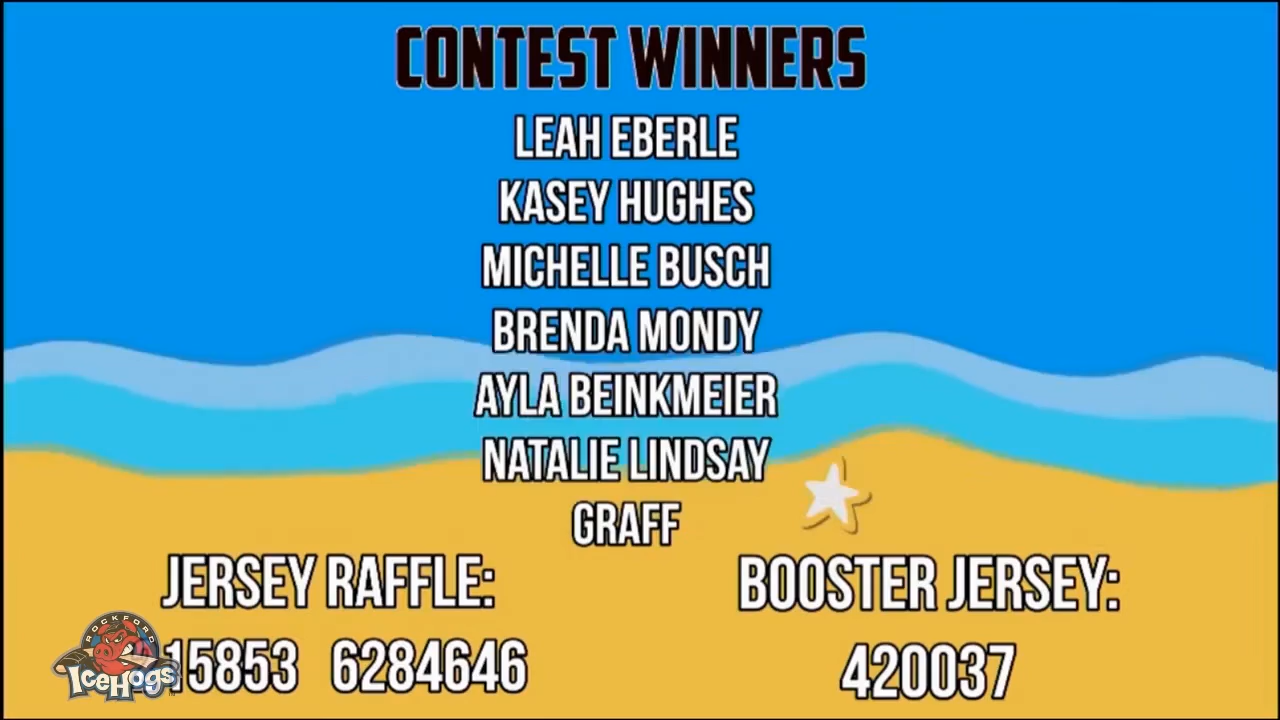 CONTEST WINNERS
LEAH EBERLE
KASEY HUGHES
MICHELLE BUSCH
BRENDA MONDY
AYLA BEINKMEIER
NATALIE LINDSAY
GRAFF
JERSEY RAFFLE:
BOOSTER JERSEY:
15853 6284646
420037
ROCKFORD
ICEHOGS